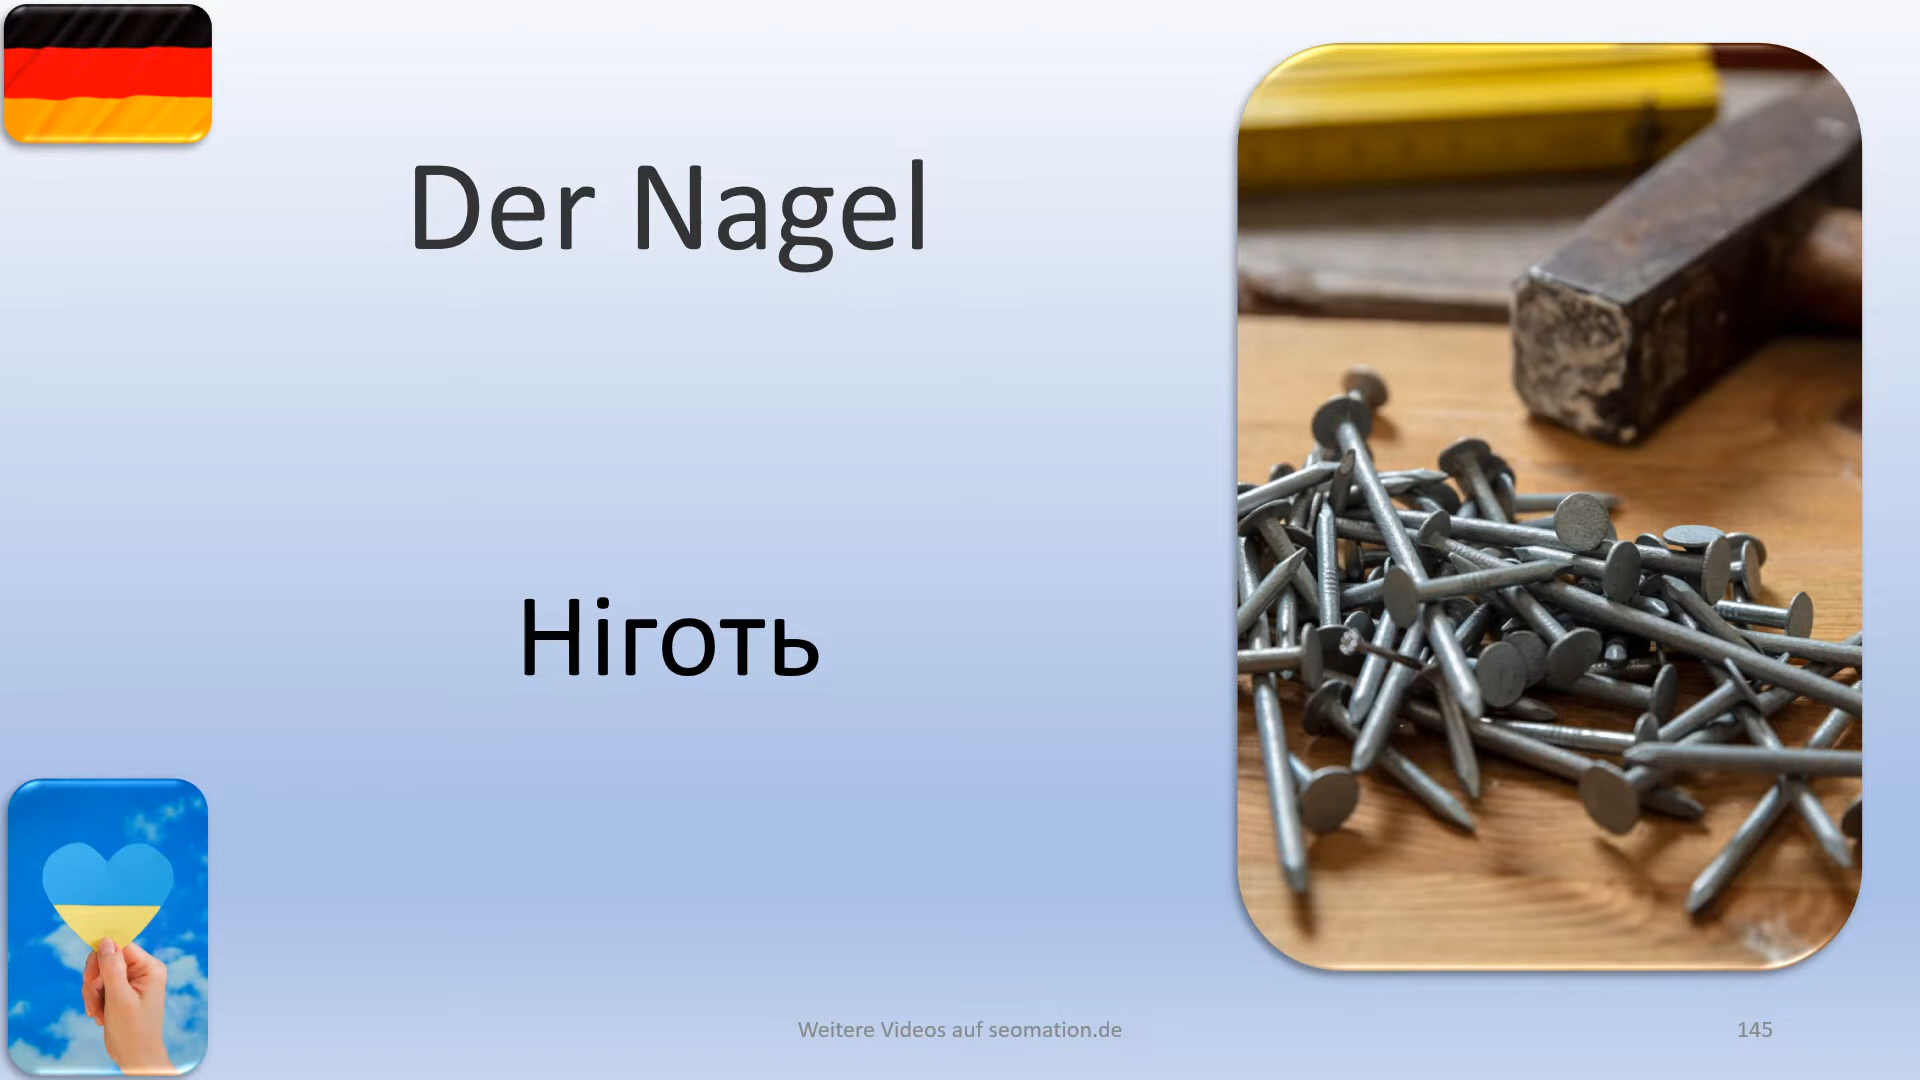 Der Nagel
Ніготь
Weitere Videos auf seomation.de
145